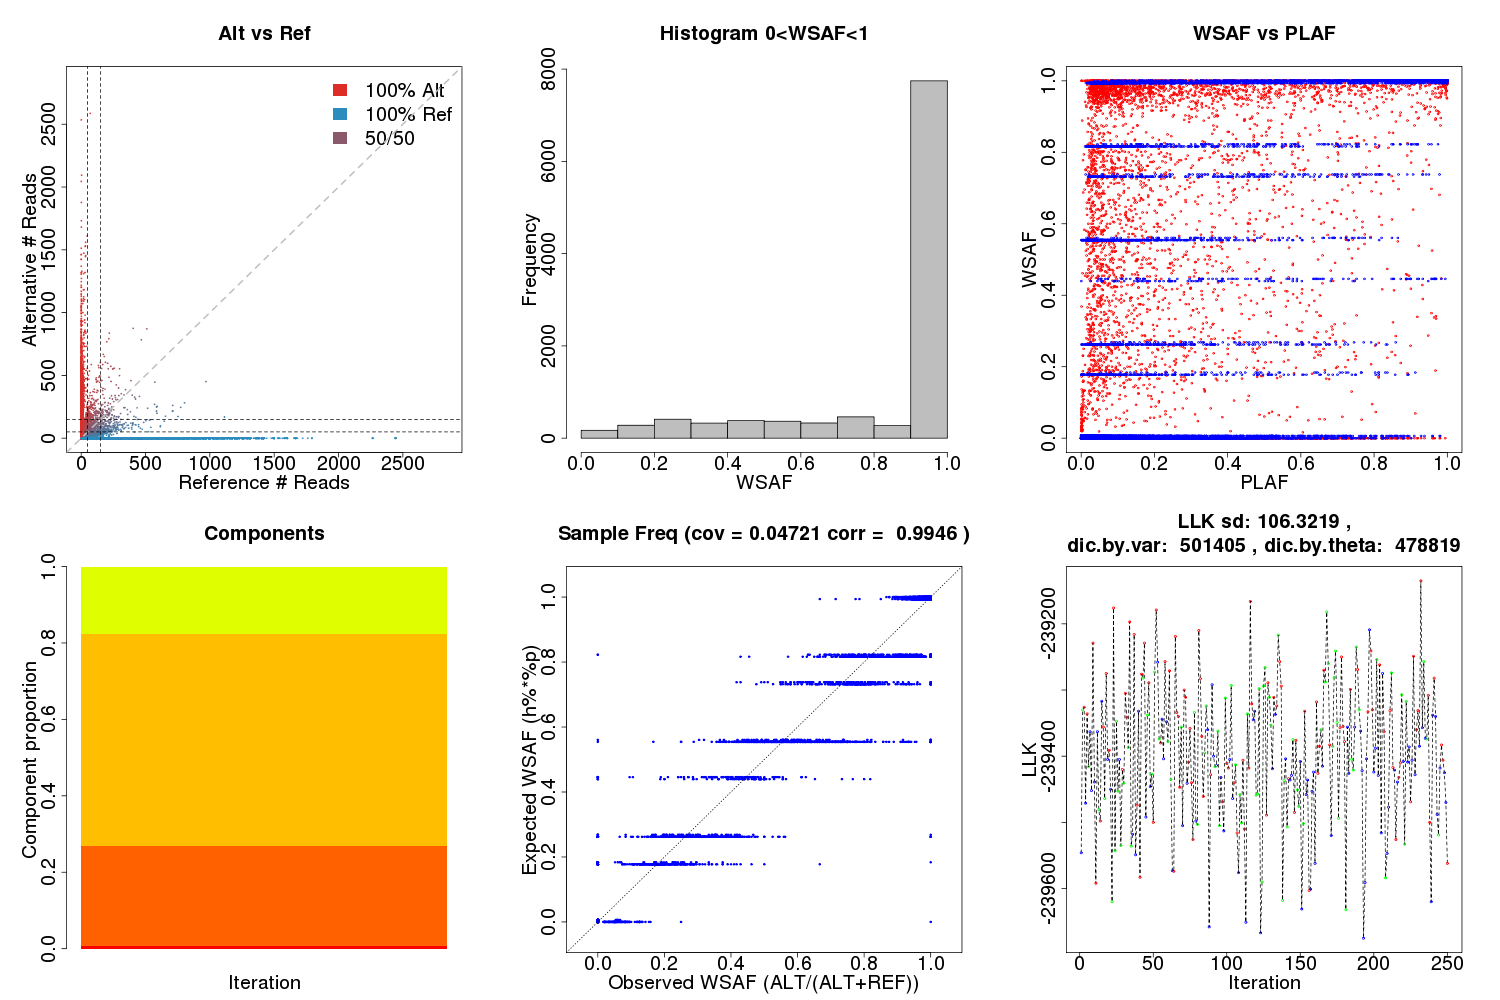 Alt vs Ref
100% Alt
100% Ref
50/50
Alternative # Reads
0 500 1000 1500 2000 2500
0 500 1000 1500 2000 2500
Reference # Reads
Histogram 0<WSAF<1
Frequency
0 2000 4000 6000 8000
0.0 0.2 0.4 0.6 0.8 1.0
WSAF
WSAF vs PLAF
WSAF
0.0 0.2 0.4 0.6 0.8 1.0
0.0 0.2 0.4 0.6 0.8 1.0
PLAF
Components
Component proportion
0.0 0.2 0.4 0.6 0.8 1.0
Iteration
Sample Freq (cov = 0.04721 corr = 0.9946 )
Expected WSAF (h%*%p)
0.0 0.2 0.4 0.6 0.8 1.0
0.0 0.2 0.4 0.6 0.8 1.0
Observed WSAF (ALT/(ALT+REF))
LLK sd: 106.3219 ,
dic.by.var: 501405 , dic.by.theta: 478819
LLK
-239600 -239400 -239200
0 50 100 150 200 250
Iteration